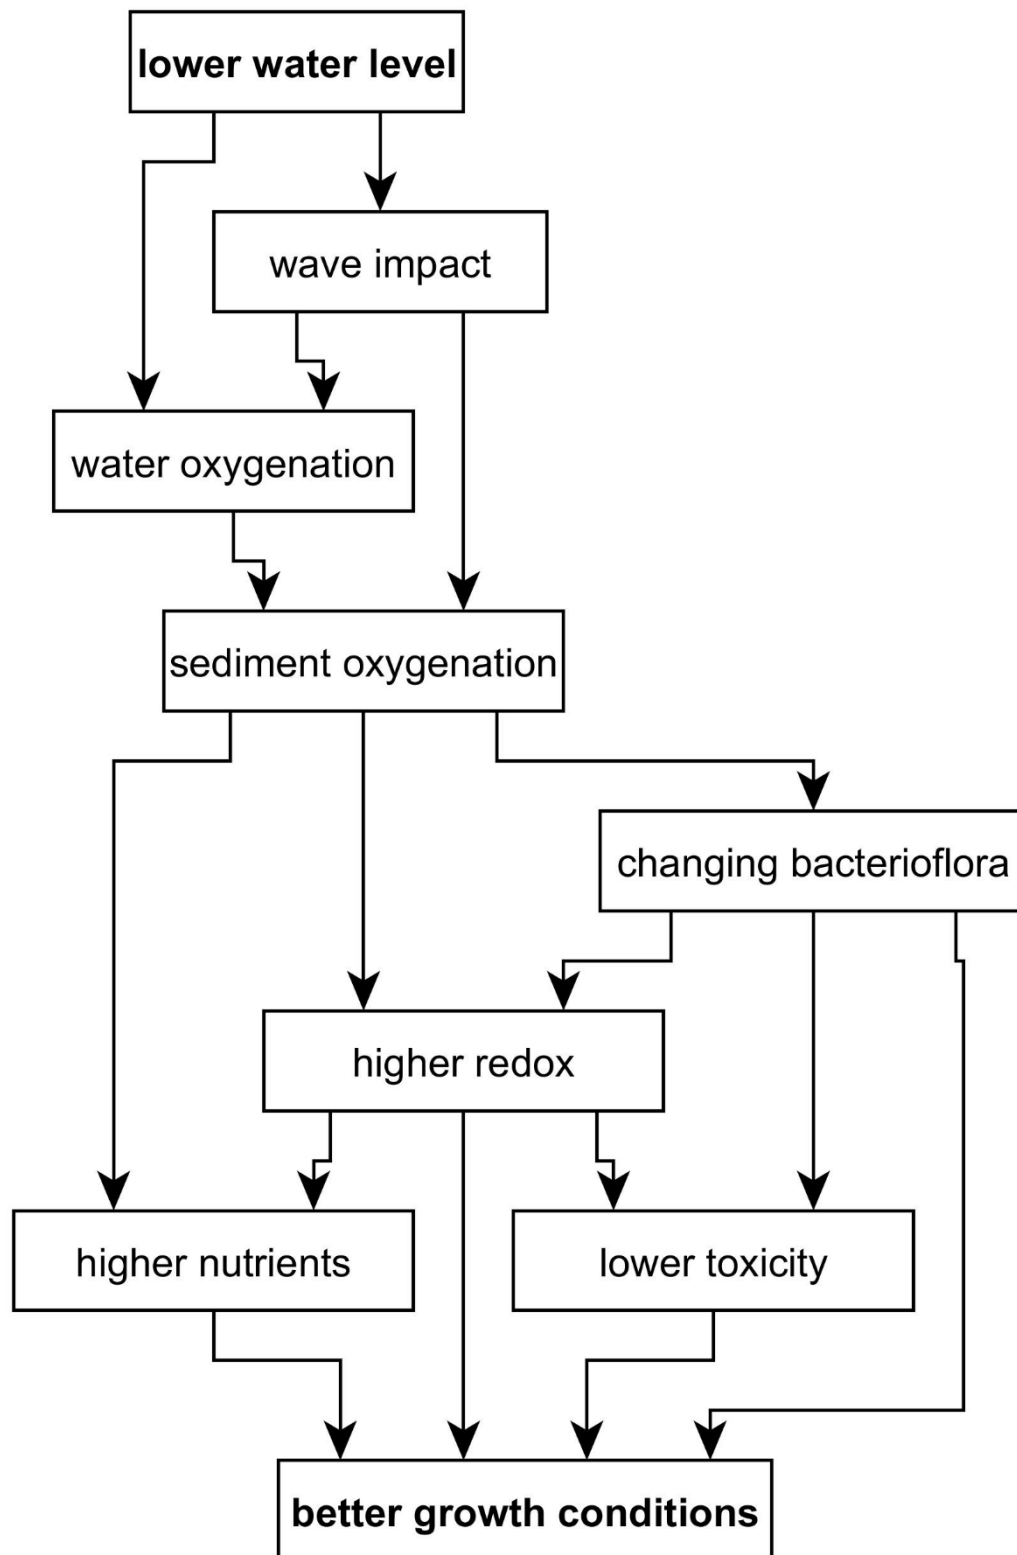 lower water level
wave impact
water oxygenation
sediment oxygenation
changing bacterioflora
higher redox
higher nutrients
lower toxicity
better growth conditions